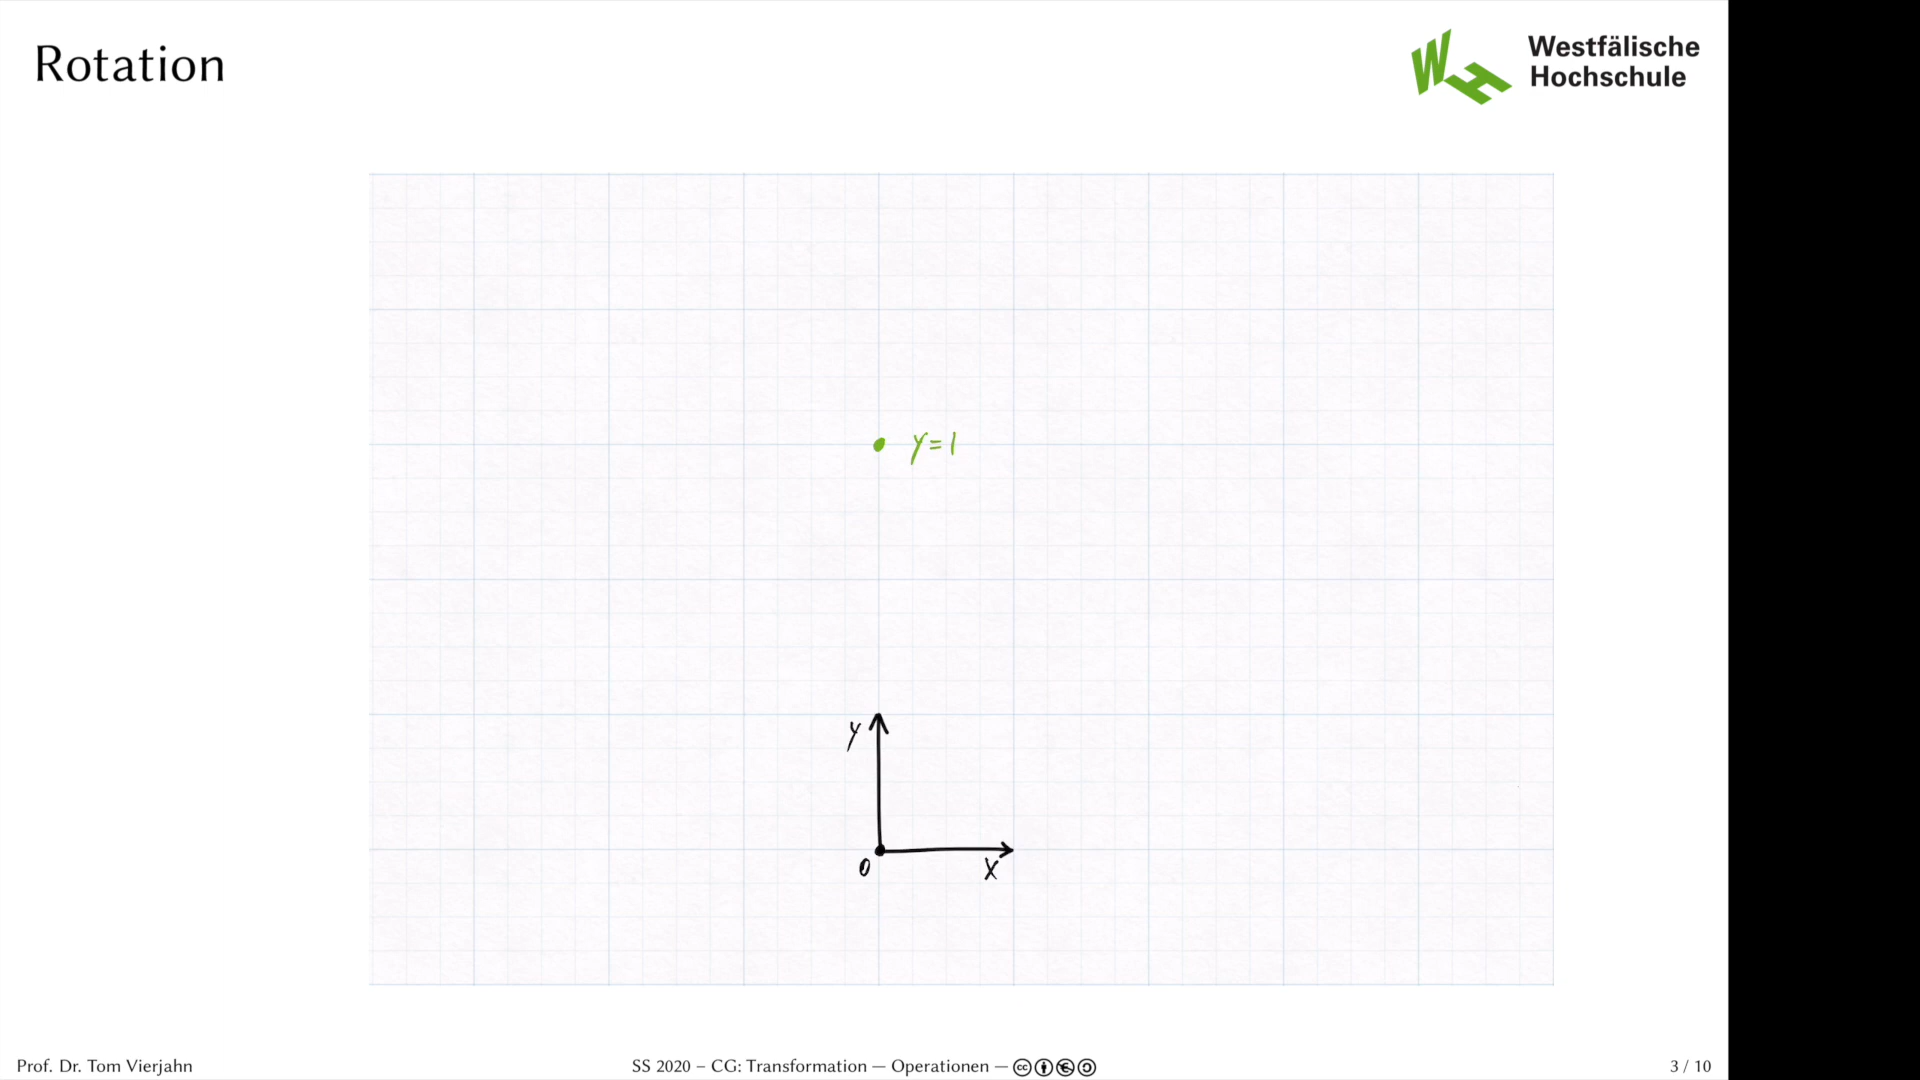 Rotation
Westfälische
Hochschule
y=1
y
0
x
Prof. Dr. Tom Vierjahn
SS 2020 – CG: Transformation — Operationen —
3 / 10